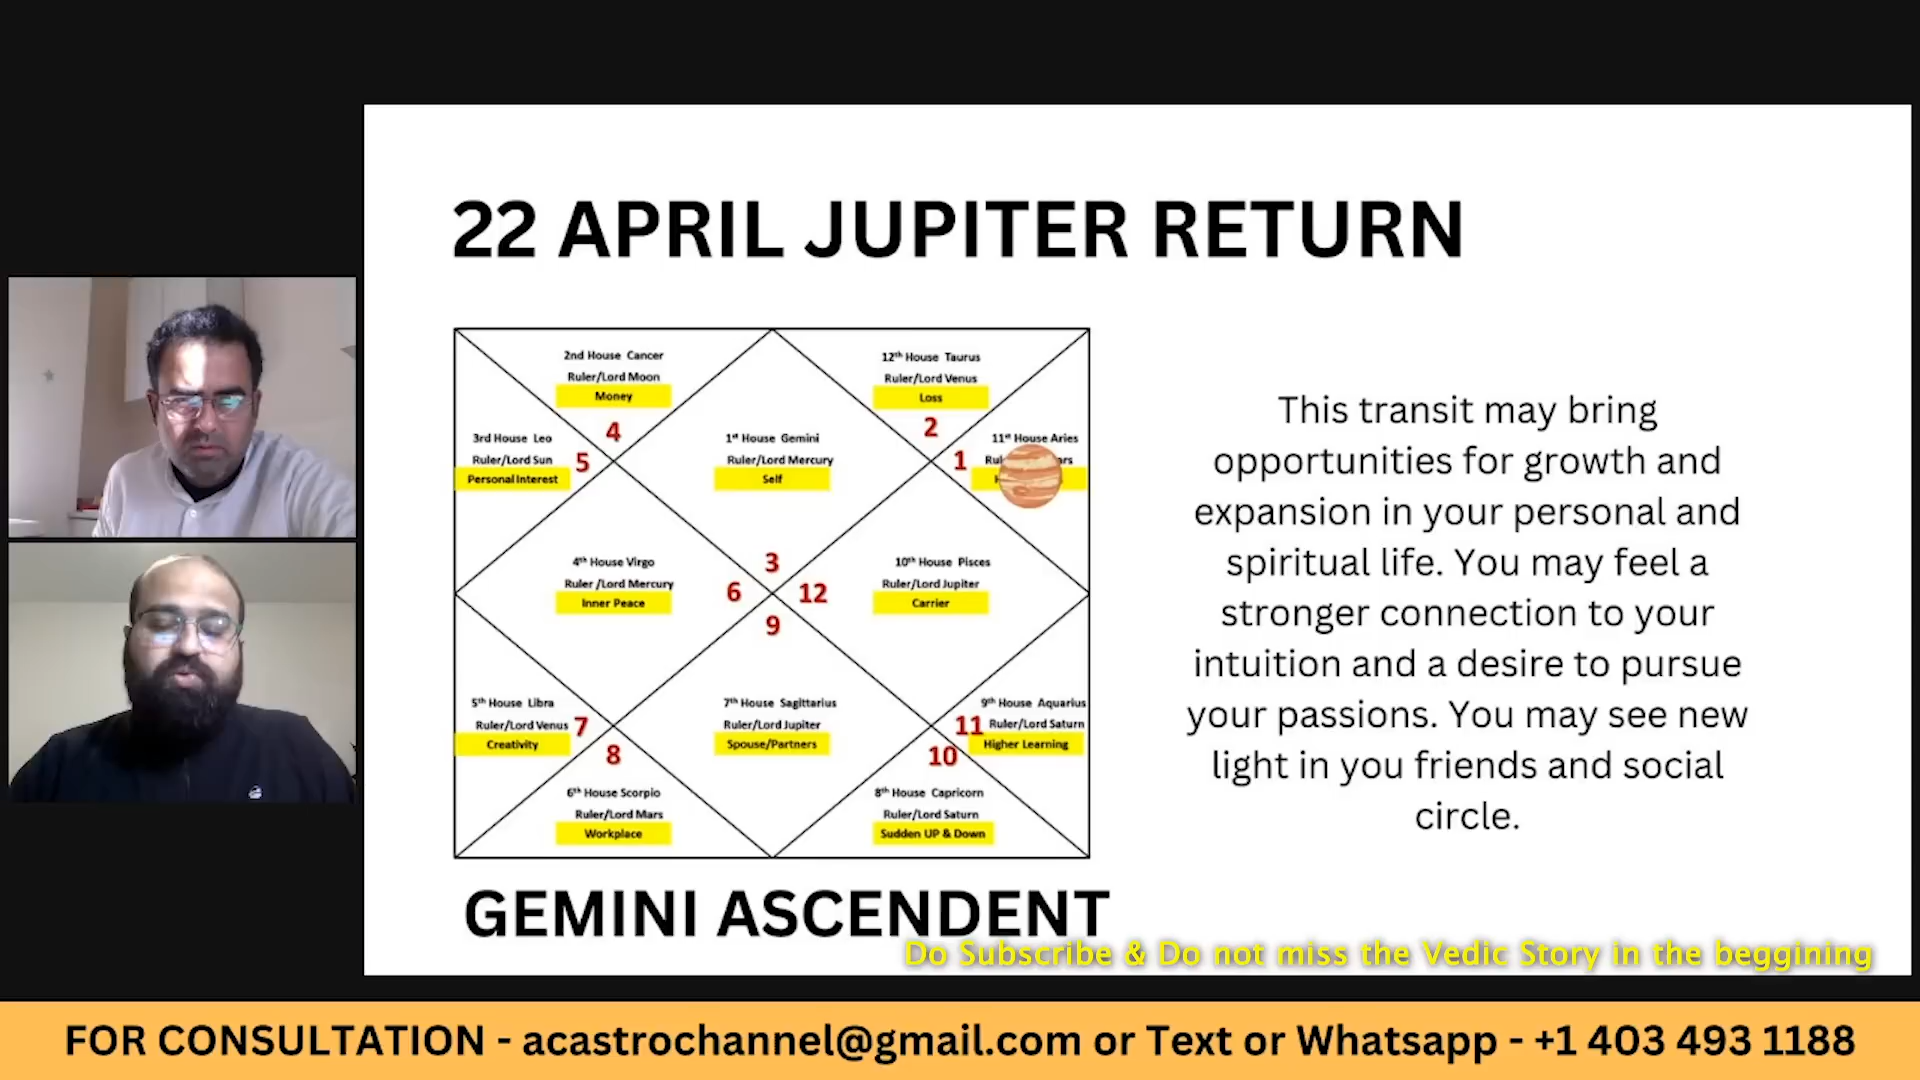 22 APRIL JUPITER RETURN
2nd House Cancer
Ruler/Lord Moon
Money
4
12th House Taurus
Ruler/Lord Venus
Loss
2
3rd House Leo
Ruler/Lord Sun
Personal Interest
5
1st House Gemini
Ruler/Lord Mercury
Self
11st House Aries
1
4th House Virgo
Ruler /Lord Mercury
Inner Peace
3
6
12
9
10th House Pisces
Ruler/Lord Jupiter
Carrier
5th House Libra
Ruler/Lord Venus
Creativity
7
8
7th House Sagittarius
Ruler/Lord Jupiter
Spouse/Partners
9th House Aquarius
Ruler/Lord Saturn
Higher Learning
11
10
6th House Scorpio
Ruler/Lord Mars
Workplace
8th House Capricorn
Ruler/Lord Saturn
Sudden UP & Down
This transit may bring
opportunities for growth and
expansion in your personal and
spiritual life. You may feel a
stronger connection to your
intuition and a desire to pursue
your passions. You may see new
light in you friends and social
circle.
GEMINI ASCENDENT
Do Subscribe & Do not miss the Vedic Story in the beggining
FOR CONSULTATION - acastrochannel@gmail.com or Text or Whatsapp - +1 403 493 1188